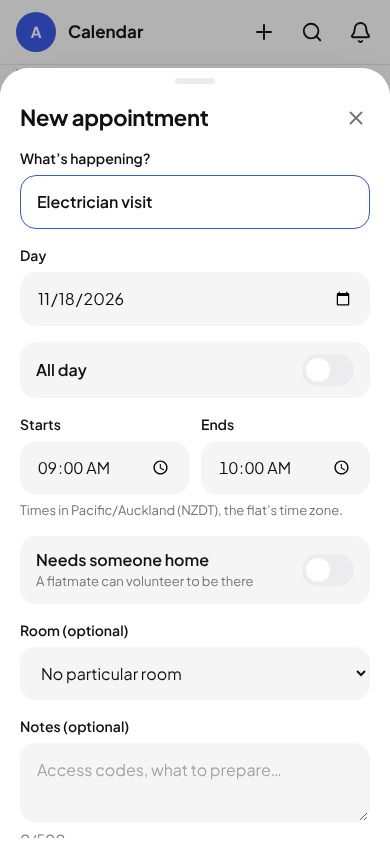 A Calendar
New appointment
What's happening?
Electrician visit
Day
11/18/2026
All day
Starts Ends
09:00 AM 10:00 AM
Times in Pacific/Auckland (NZDT), the flat's time zone.
Needs someone home
A flatmate can volunteer to be there
Room (optional)
No particular room
Notes (optional)
Access codes, what to prepare…